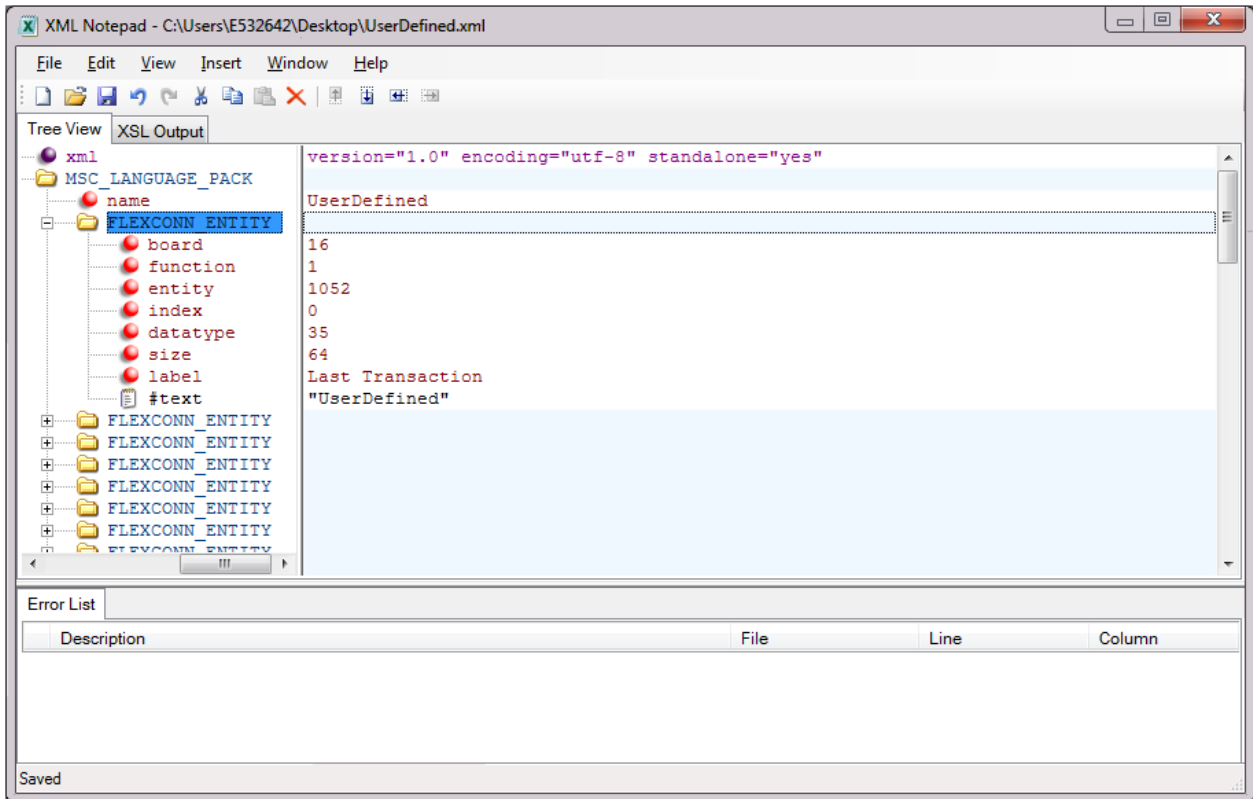 XML Notepad - C:\Users\E532642\Desktop\UserDefined.xml
File Edit View Insert Window Help
Tree View XSL Output
xml version="1.0" encoding="utf-8" standalone="yes"
MSC_LANGUAGE_PACK
name UserDefined
FLEXCONN_ENTITY
board 16
function 1
entity 1052
index 0
datatype 35
size 64
label Last Transaction
#text "UserDefined"
FLEXCONN_ENTITY
FLEXCONN_ENTITY
FLEXCONN_ENTITY
FLEXCONN_ENTITY
FLEXCONN_ENTITY
FLEXCONN_ENTITY
FLEXCONN_ENTITY
Error List
Description File Line Column
Saved